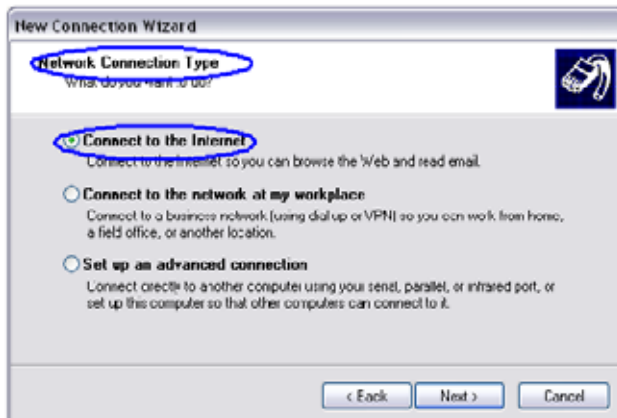 New Connection Wizard
Network Connection Type
What do you want to do?
Connect to the Internet
Connect to the Internet so you can browse the Web and read email.
Connect to the network at my workplace
Connect to a business network (using dial-up or VPN) so you can work from home,
a field office, or another location.
Set up an advanced connection
Connect directly to another computer using your serial, parallel, or infrared port, or
set up this computer so that other computers can connect to it.
< Back
Next >
Cancel